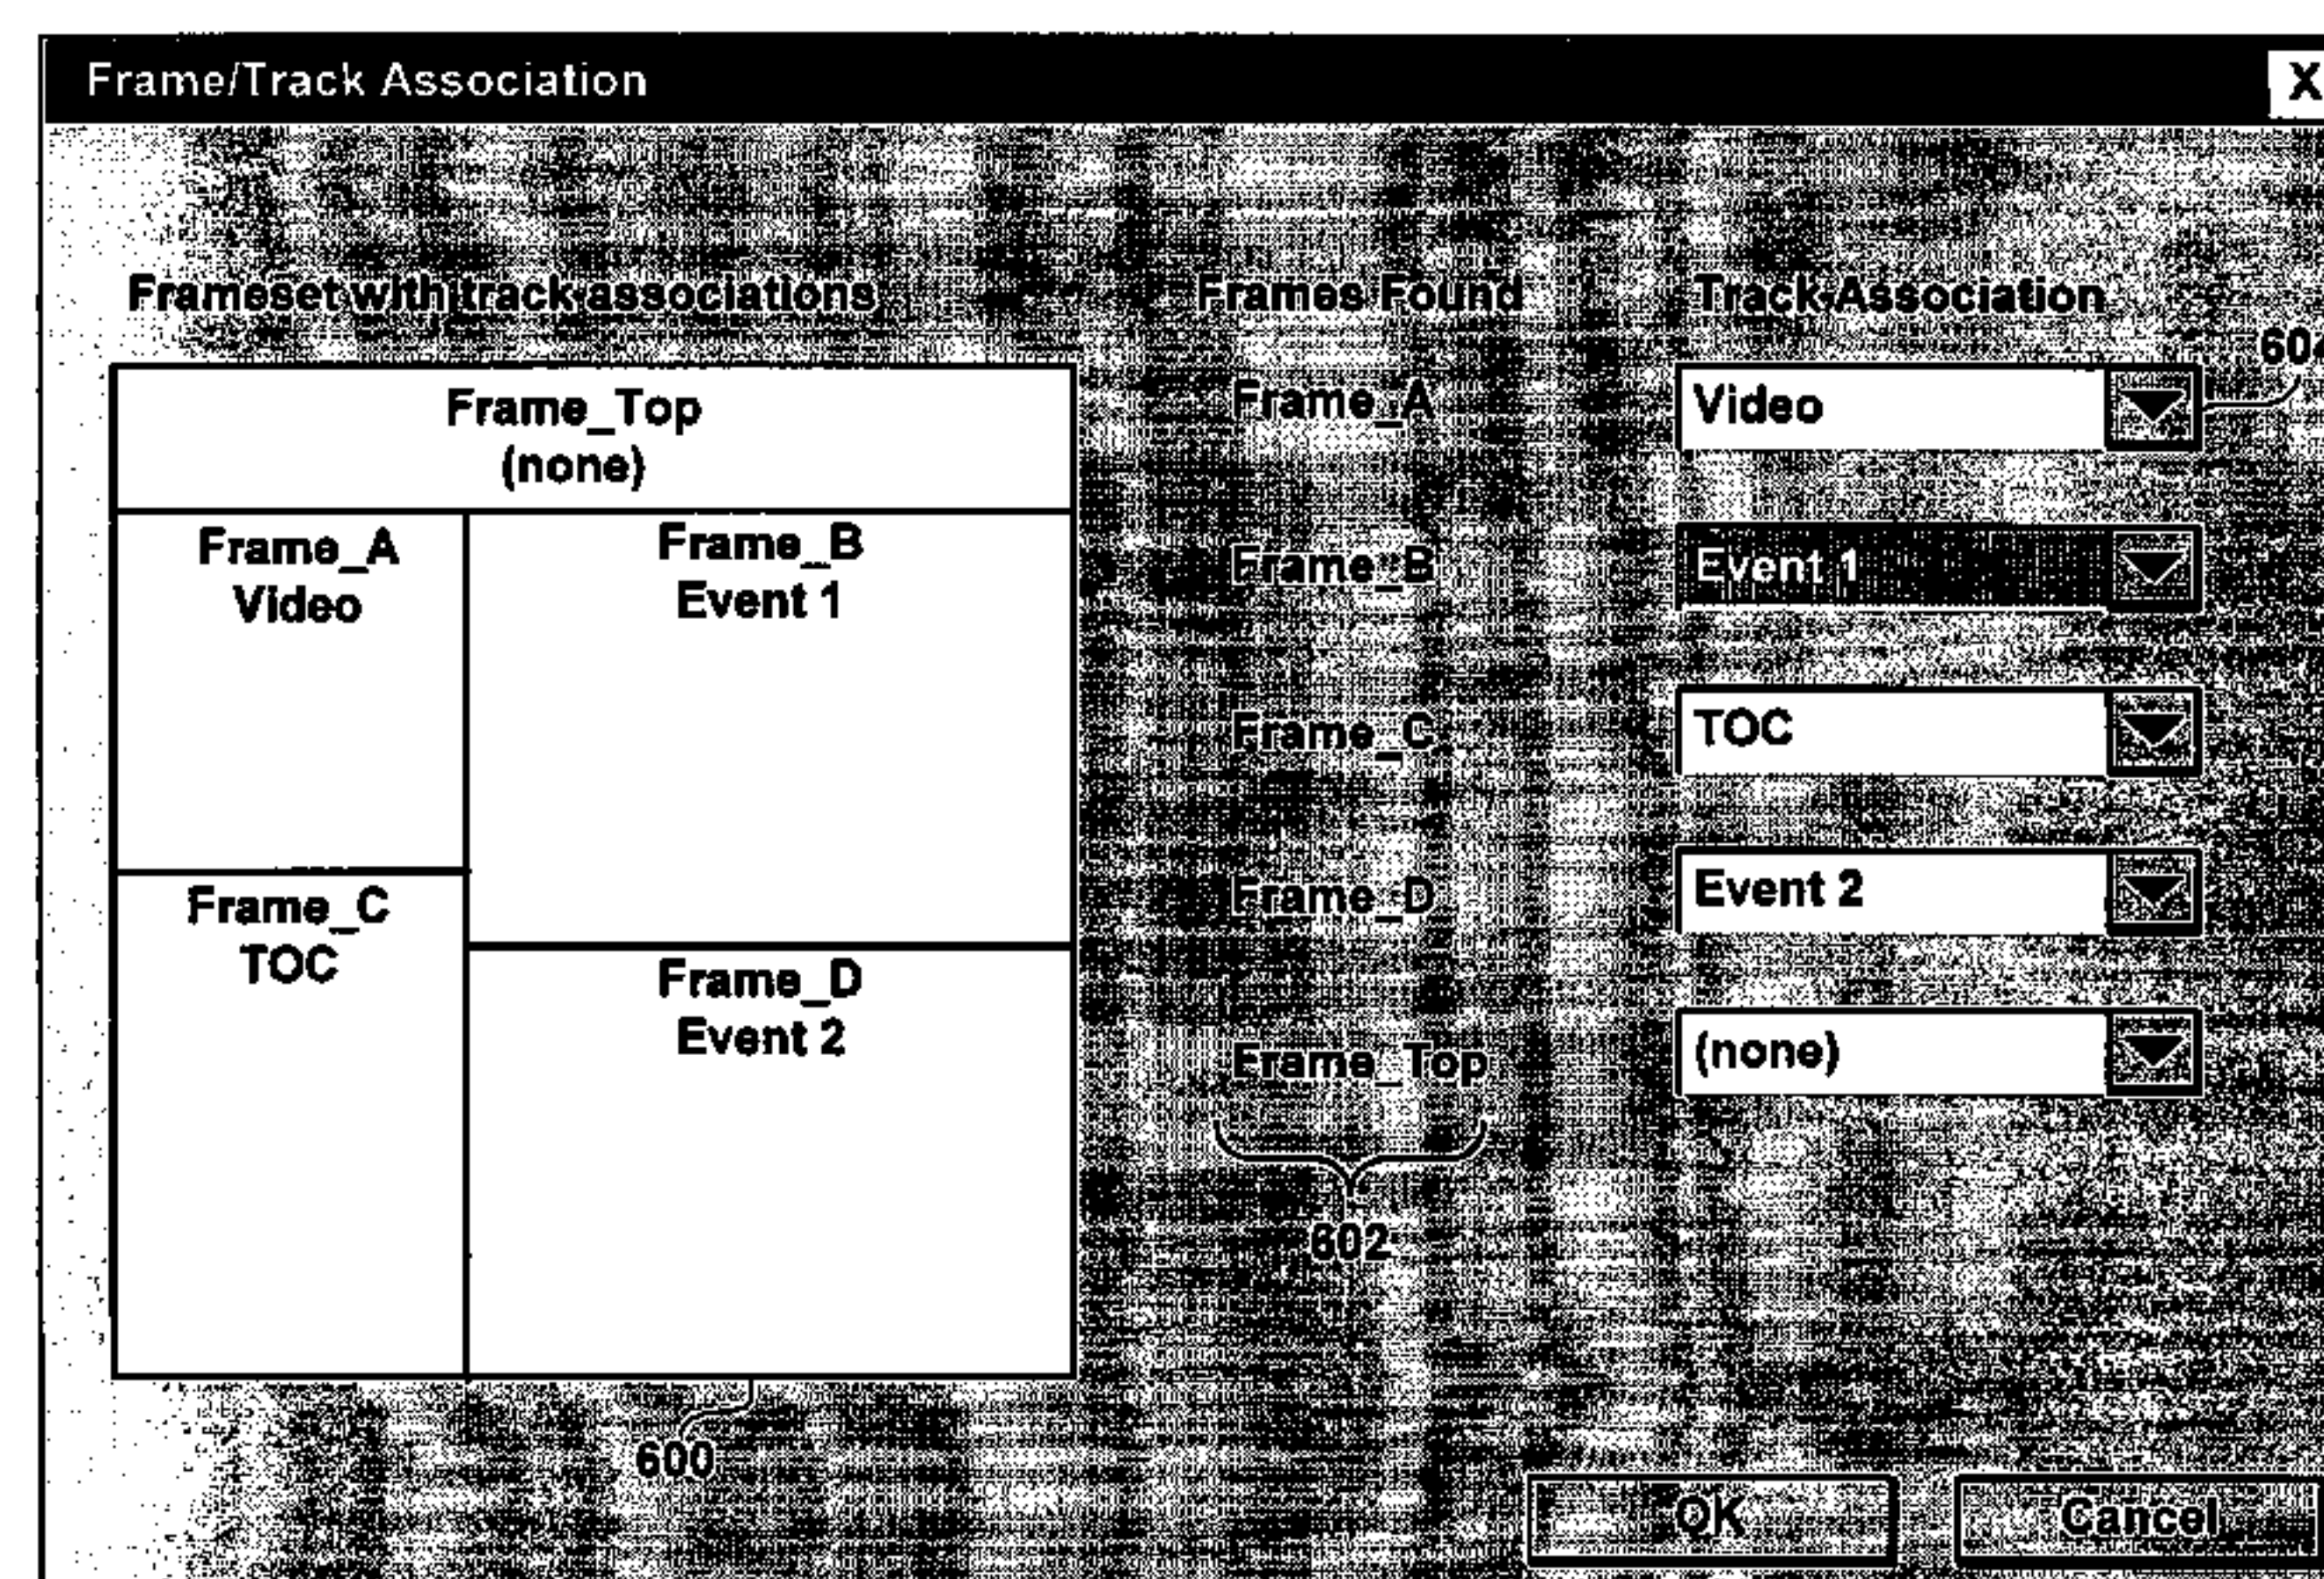 Frame/Track Association
X
Frameset with track associations
Frames Found
Track Association
Frame_Top
(none)
Frame_A
Video
Frame_B
Event 1
Frame_C
TOC
Frame_D
Event 2
600
Frame_A
Frame_B
Frame_C
Frame_D
Frame_Top
602
Video
604
Event 1
TOC
Event 2
(none)
OK
Cancel